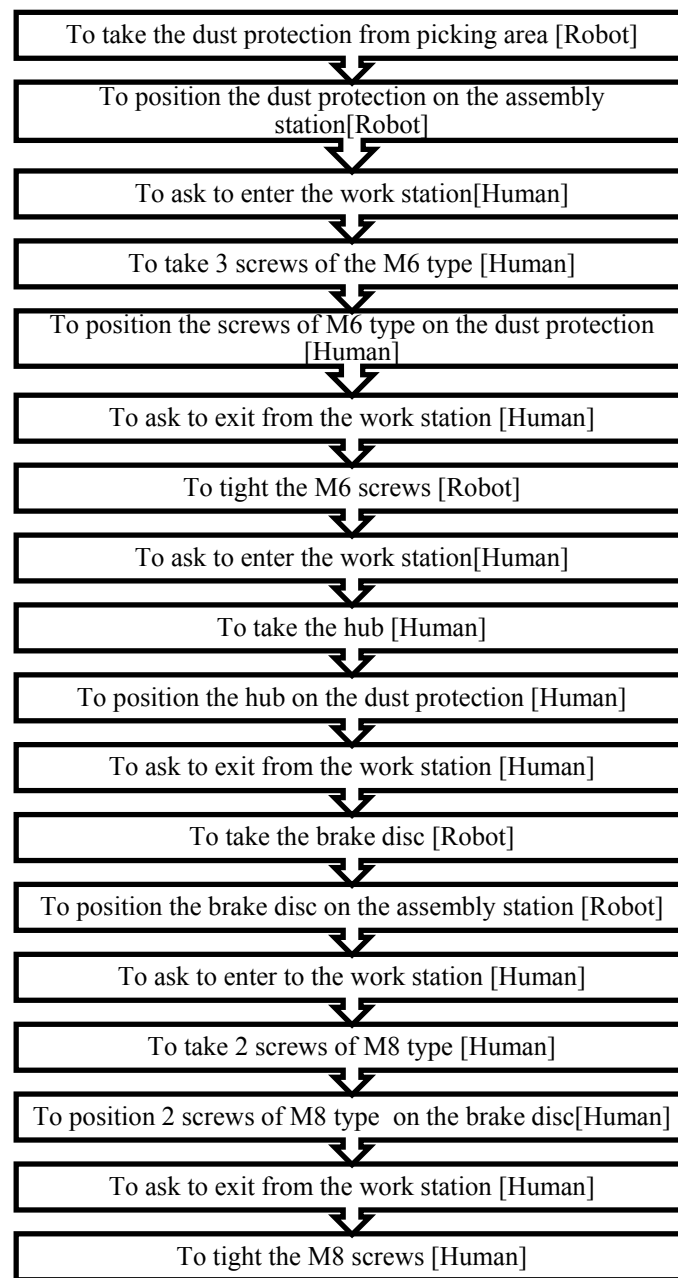 To take the dust protection from picking area [Robot]
To position the dust protection on the assembly
station[Robot]
To ask to enter the work station[Human]
To take 3 screws of the M6 type [Human]
To position the screws of M6 type on the dust protection
[Human]
To ask to exit from the work station [Human]
To tight the M6 screws [Robot]
To ask to enter the work station[Human]
To take the hub [Human]
To position the hub on the dust protection [Human]
To ask to exit from the work station [Human]
To take the brake disc [Robot]
To position the brake disc on the assembly station [Robot]
To ask to enter to the work station [Human]
To take 2 screws of M8 type [Human]
To position 2 screws of M8 type  on the brake disc[Human]
To ask to exit from the work station [Human]
To tight the M8 screws [Human]